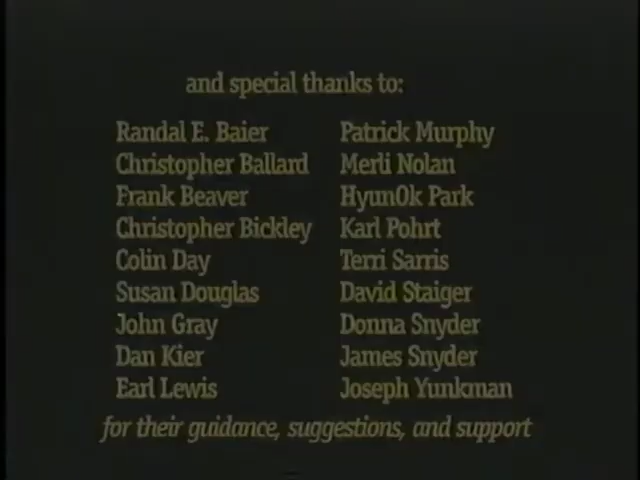 and special thanks to:
Randal E. Baier
Christopher Ballard
Frank Beaver
Christopher Bickley
Colin Day
Susan Douglas
John Gray
Dan Kier
Earl Lewis
Patrick Murphy
Merli Nolan
HyunOk Park
Karl Pohrt
Terri Sarris
David Staiger
Donna Snyder
James Snyder
Joseph Yunkman
for their guidance, suggestions, and support